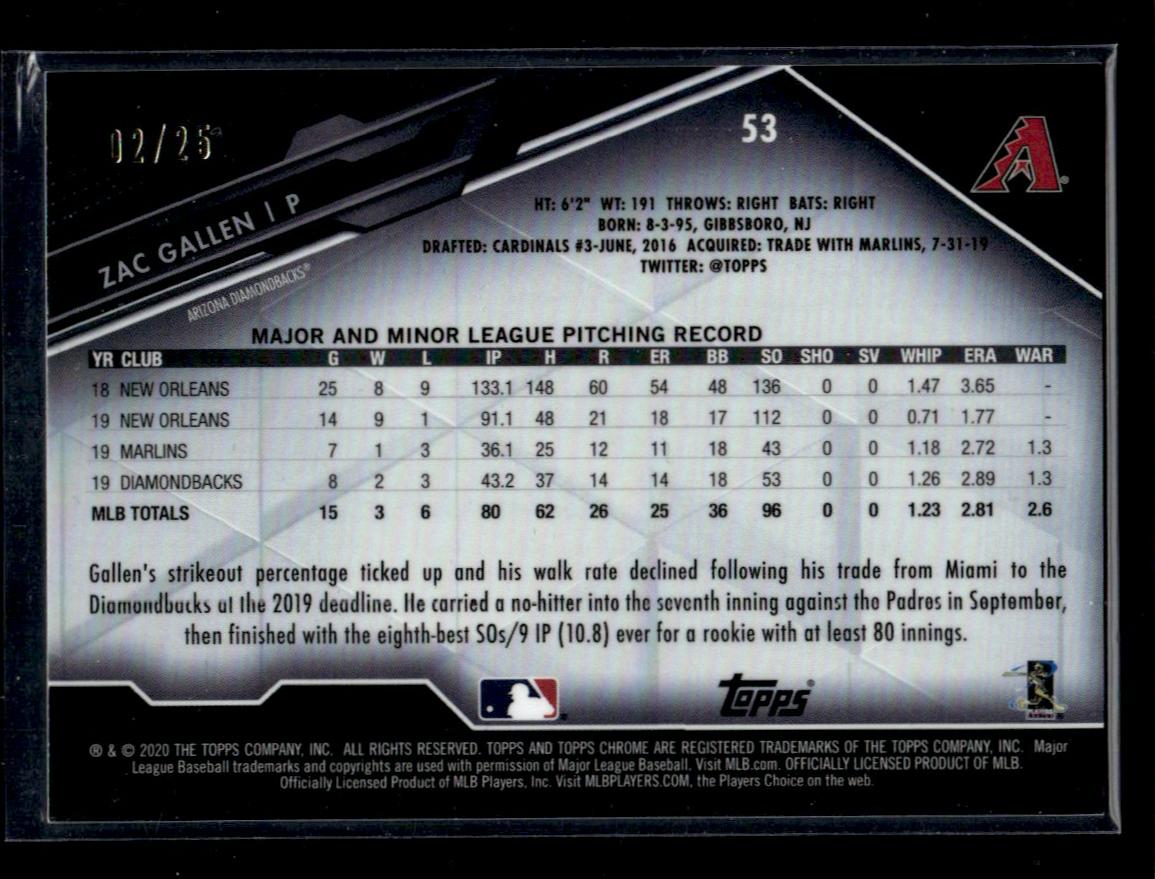 02/25
53
ZAC GALLEN | P
ARIZONA DIAMONDBACKS®
A
HT: 6'2" WT: 191 THROWS: RIGHT BATS: RIGHT
BORN: 8-3-95, GIBBSBORO, NJ
DRAFTED: CARDINALS #3-JUNE, 2016 ACQUIRED: TRADE WITH MARLINS, 7-31-19
TWITTER: @TOPPS
MAJOR AND MINOR LEAGUE PITCHING RECORD
YR CLUB G W L IP H R ER BB SO SHO SV WHIP ERA WAR
18 NEW ORLEANS 25 8 9 133.1 148 60 54 48 136 0 0 1.47 3.65 -
19 NEW ORLEANS 14 9 1 91.1 48 21 18 17 112 0 0 0.71 1.77 -
19 MARLINS 7 1 3 36.1 25 12 11 18 43 0 0 1.18 2.72 1.3
19 DIAMONDBACKS 8 2 3 43.2 37 14 14 18 53 0 0 1.26 2.89 1.3
MLB TOTALS 15 3 6 80 62 26 25 36 96 0 0 1.23 2.81 2.6
Gallen's strikeout percentage ticked up and his walk rate declined following his trade from Miami to the
Diamondbacks at the 2019 deadline. He carried a no-hitter into the seventh inning against the Padres in September,
then finished with the eighth-best SOs/9 IP (10.8) ever for a rookie with at least 80 innings.
topps®
® & © 2020 THE TOPPS COMPANY, INC. ALL RIGHTS RESERVED. TOPPS AND TOPPS CHROME ARE REGISTERED TRADEMARKS OF THE TOPPS COMPANY, INC. Major
League Baseball trademarks and copyrights are used with permission of Major League Baseball. Visit MLB.com. OFFICIALLY LICENSED PRODUCT OF MLB.
Officially Licensed Product of MLB Players, Inc. Visit MLBPLAYERS.COM, the Players Choice on the web.